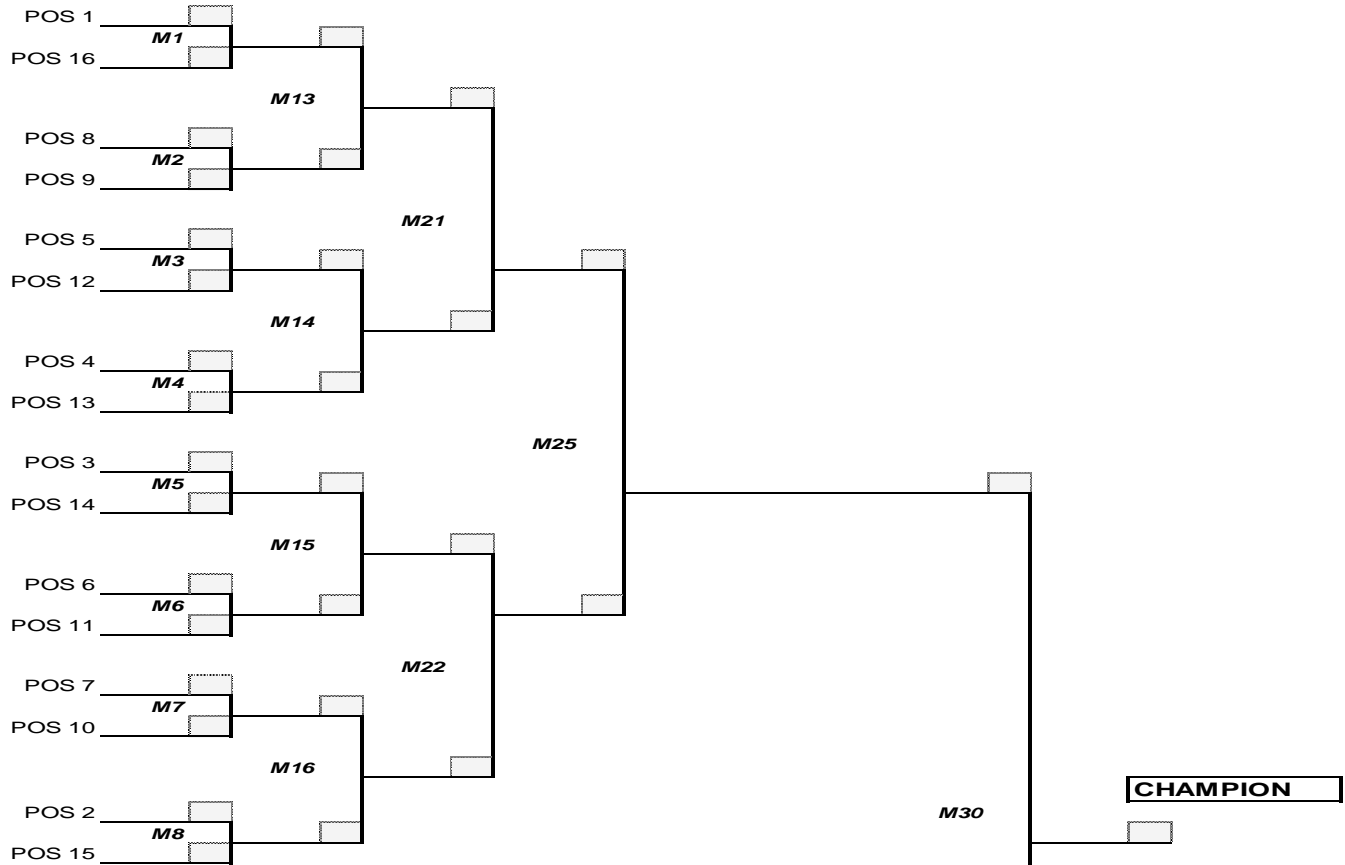 POS 1
M1
POS 16
M13
POS 8
M2
POS 9
M21
POS 5
M3
POS 12
M14
POS 4
M4
POS 13
M25
POS 3
M5
POS 14
M15
POS 6
M6
POS 11
M22
POS 7
M7
POS 10
M16
CHAMPION
POS 2
M30
M8
POS 15